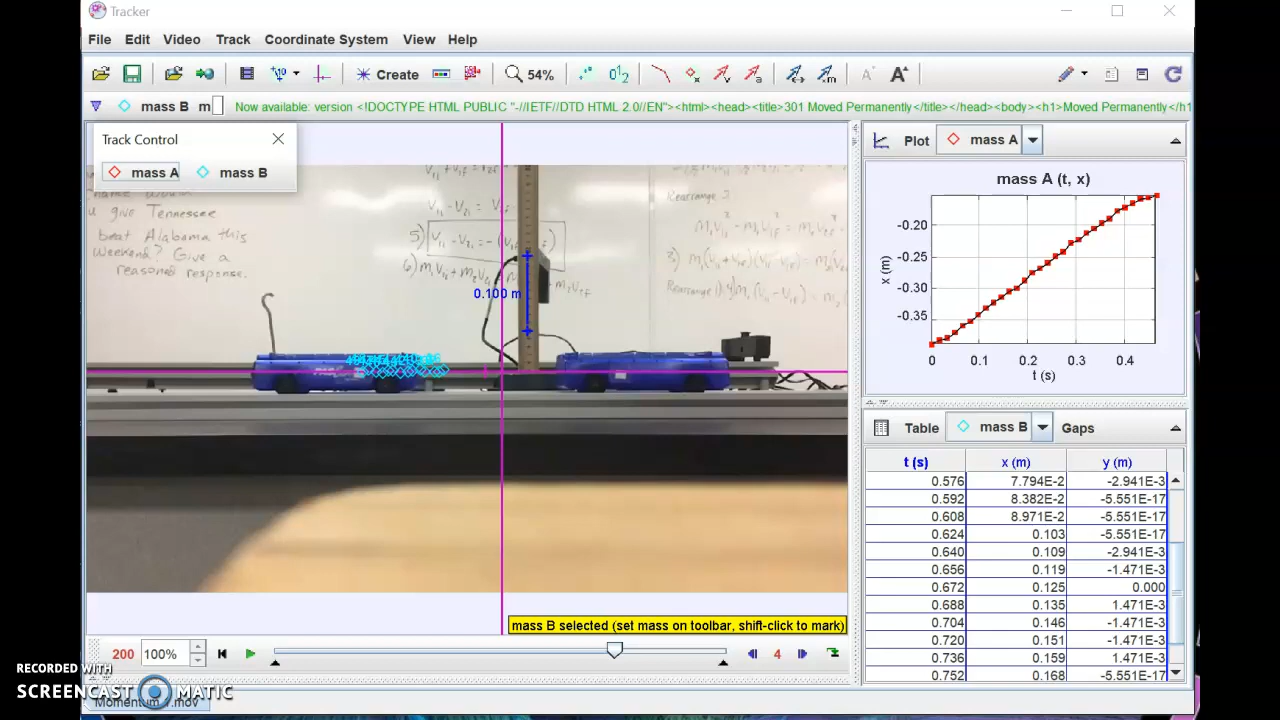 Tracker
File Edit Video Track Coordinate System View Help
Create 54%
mass B m Now available: version <!DOCTYPE HTML PUBLIC "-//IETF//DTD HTML 2.0//EN"><html><head><title>301 Moved Permanently</title></head><body><h1>Moved Permanently</h1
Track Control
mass A mass B
give Tennessee
beat Alabama this
weekend? Give a
reasoned response.
5)
6)
Rearrange
3)
Rearrange
0.100 m
mass B selected (set mass on toolbar, shift-click to mark)
200 100% 4
Plot mass A
mass A (t, x)
x (m)
-0.20
-0.25
-0.30
-0.35
0 0.1 0.2 0.3 0.4
t (s)
Table mass B Gaps
t (s) x (m) y (m)
0.576 7.794E-2 -2.941E-3
0.592 8.382E-2 -5.551E-17
0.608 8.971E-2 -5.551E-17
0.624 0.103 -5.551E-17
0.640 0.109 -2.941E-3
0.656 0.119 -1.471E-3
0.672 0.125 0.000
0.688 0.135 1.471E-3
0.704 0.146 -1.471E-3
0.720 0.151 -1.471E-3
0.736 0.159 1.471E-3
0.752 0.168 -5.551E-17
RECORDED WITH
SCREENCAST MATIC
Momentum 1.mov